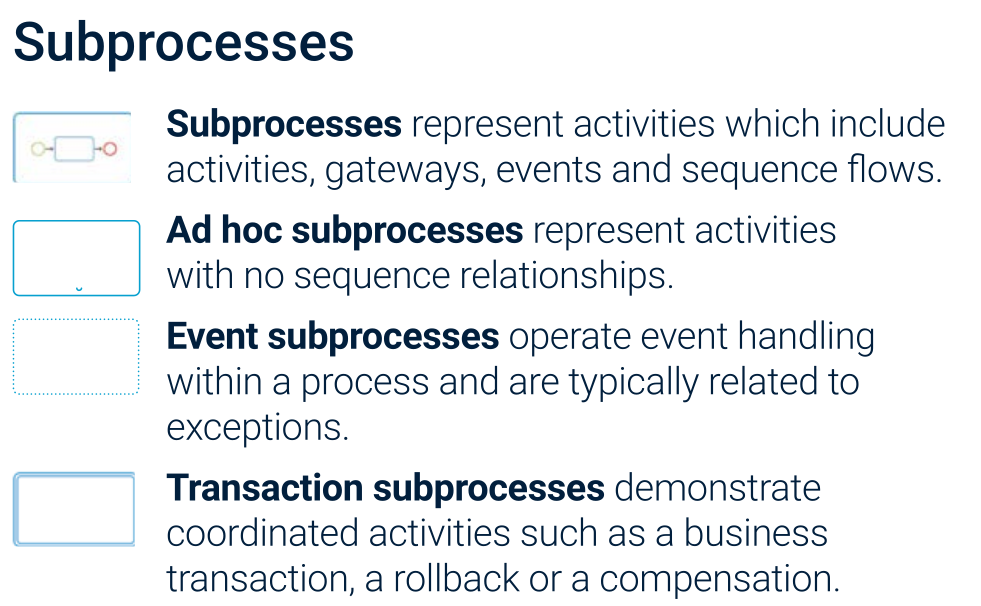 Subprocesses
Subprocesses represent activities which include
activities, gateways, events and sequence flows.
Ad hoc subprocesses represent activities
with no sequence relationships.
Event subprocesses operate event handling
within a process and are typically related to
exceptions.
Transaction subprocesses demonstrate
coordinated activities such as a business
transaction, a rollback or a compensation.